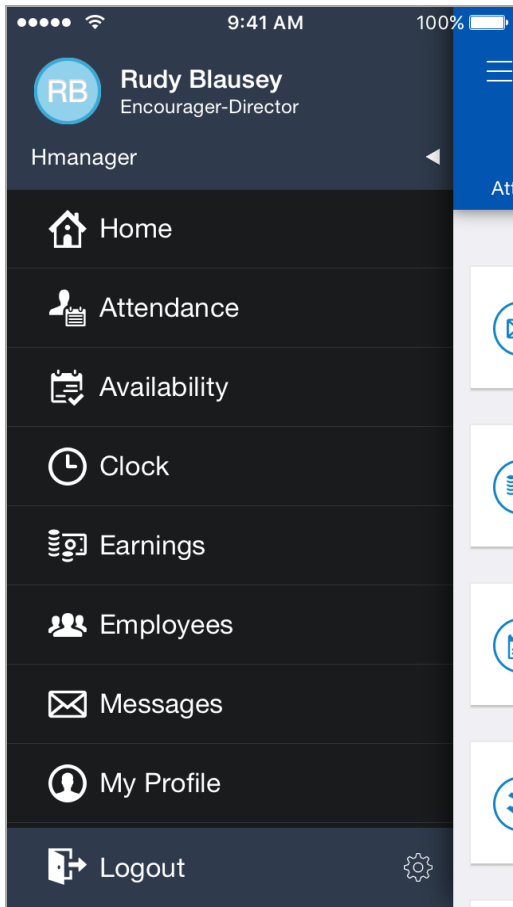 9:41 AM 100%
RB
Rudy Blausey
Encourager-Director
Hmanager
Home
Attendance
Availability
Clock
Earnings
Employees
Messages
My Profile
Logout